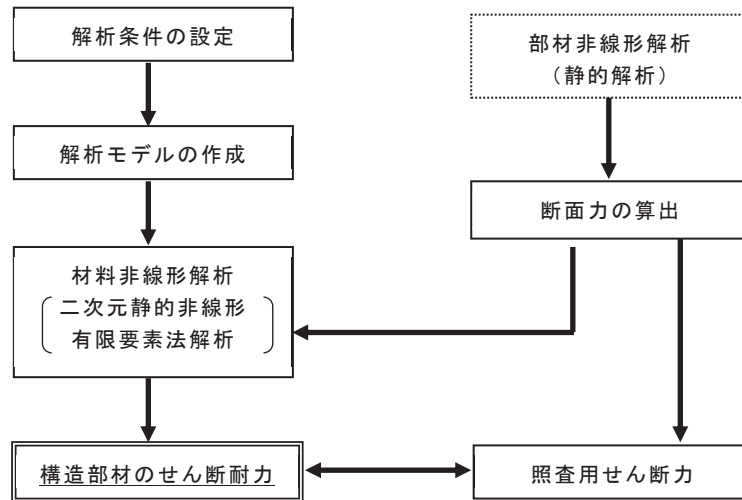 解析条件の設定
解析モデルの作成
材料非線形解析
二次元静的非線形
有限要素法解析
構造部材のせん断耐力
部材非線形解析
（静的解析）
断面力の算出
照査用せん断力